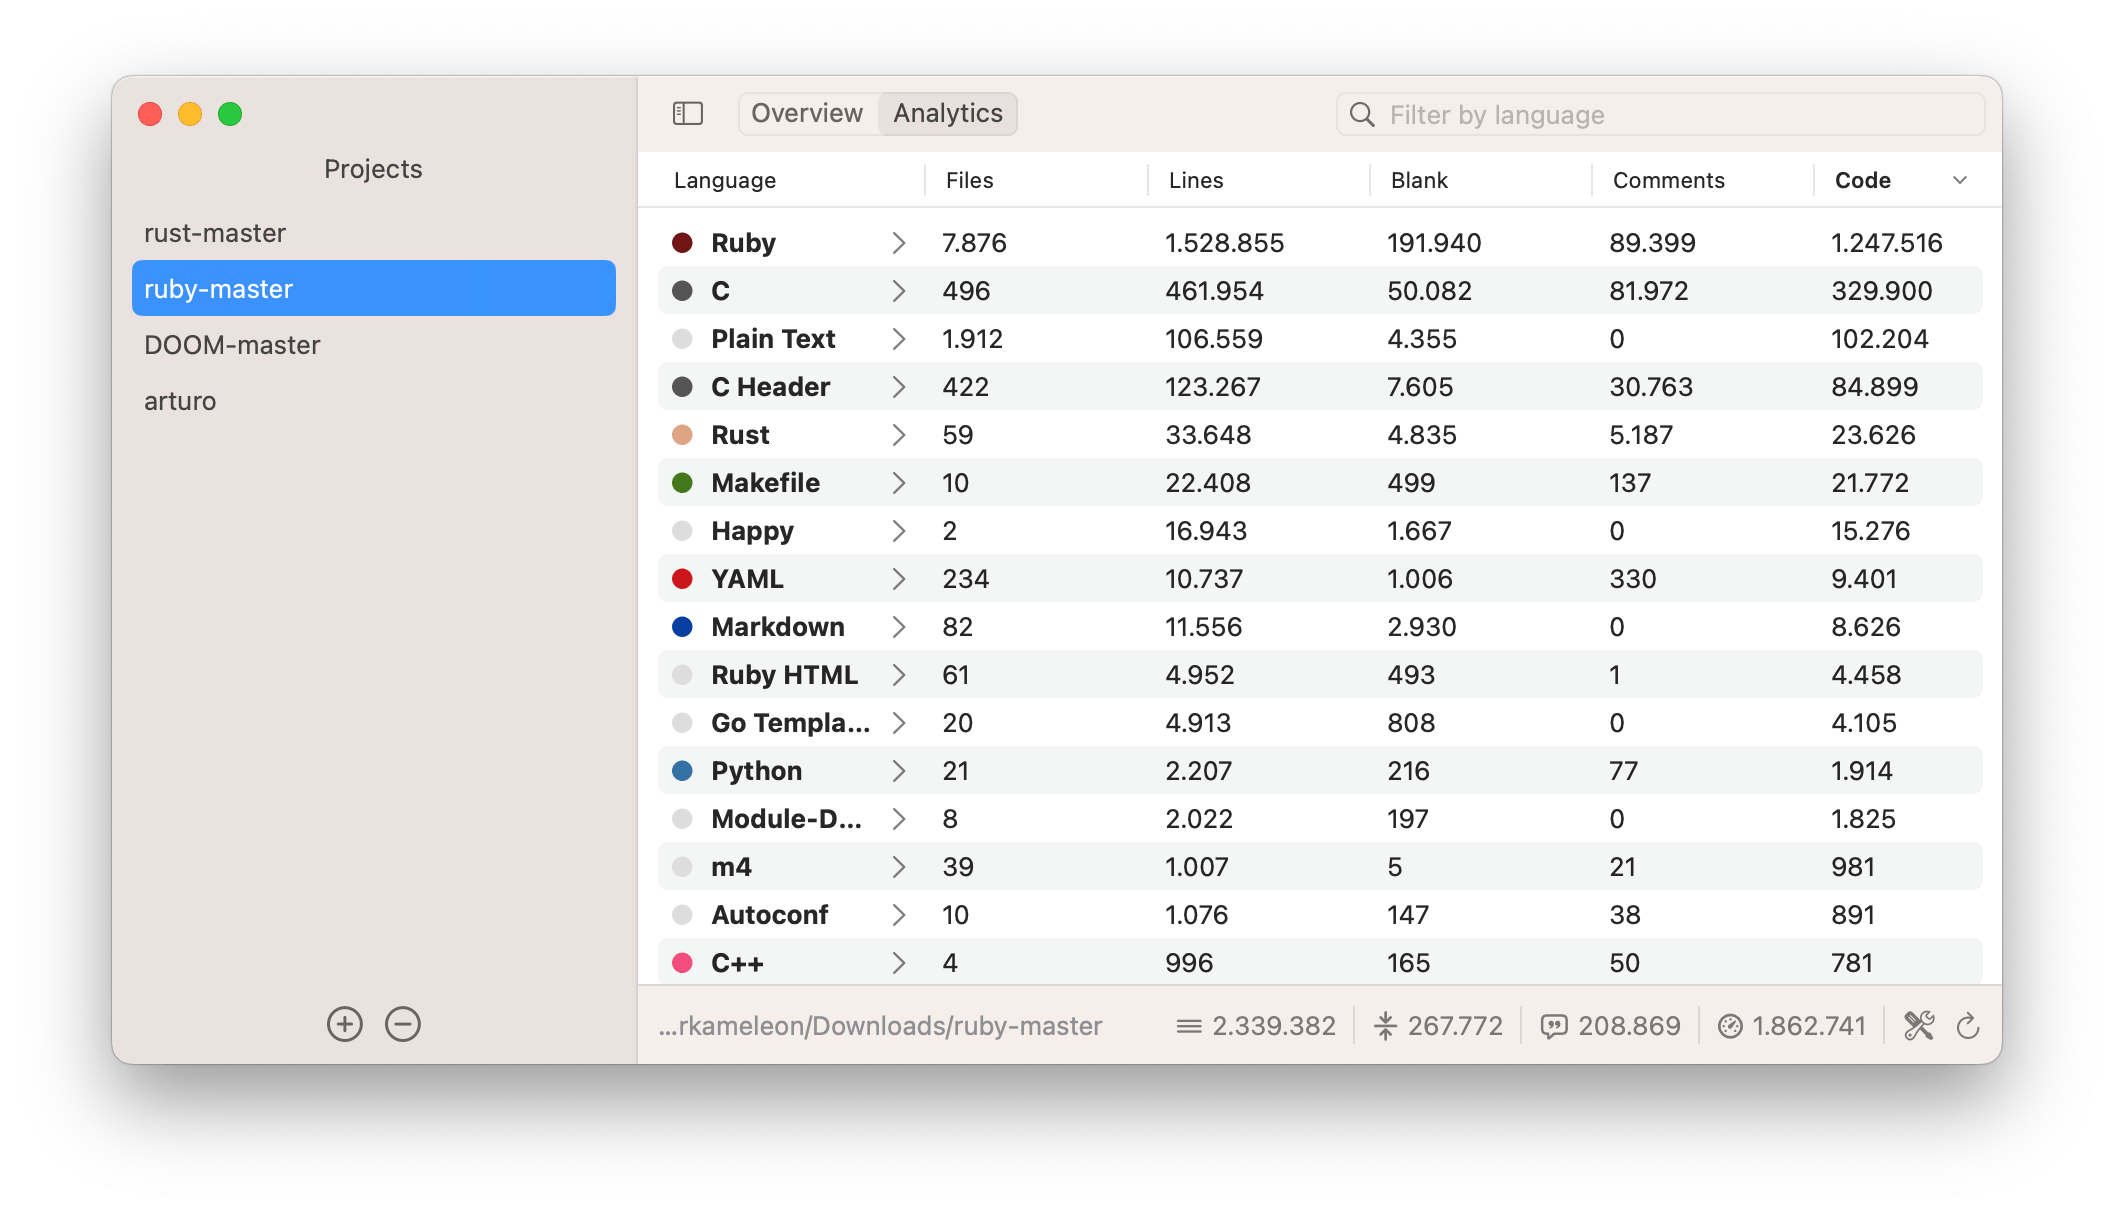 Projects
rust-master
ruby-master
DOOM-master
arturo
Overview Analytics Filter by language
Language Files Lines Blank Comments Code
Ruby 7.876 1.528.855 191.940 89.399 1.247.516
C 496 461.954 50.082 81.972 329.900
Plain Text 1.912 106.559 4.355 0 102.204
C Header 422 123.267 7.605 30.763 84.899
Rust 59 33.648 4.835 5.187 23.626
Makefile 10 22.408 499 137 21.772
Happy 2 16.943 1.667 0 15.276
YAML 234 10.737 1.006 330 9.401
Markdown 82 11.556 2.930 0 8.626
Ruby HTML 61 4.952 493 1 4.458
Go Templa... 20 4.913 808 0 4.105
Python 21 2.207 216 77 1.914
Module-D... 8 2.022 197 0 1.825
m4 39 1.007 5 21 981
Autoconf 10 1.076 147 38 891
C++ 4 996 165 50 781
...rkameleon/Downloads/ruby-master 2.339.382 267.772 208.869 1.862.741